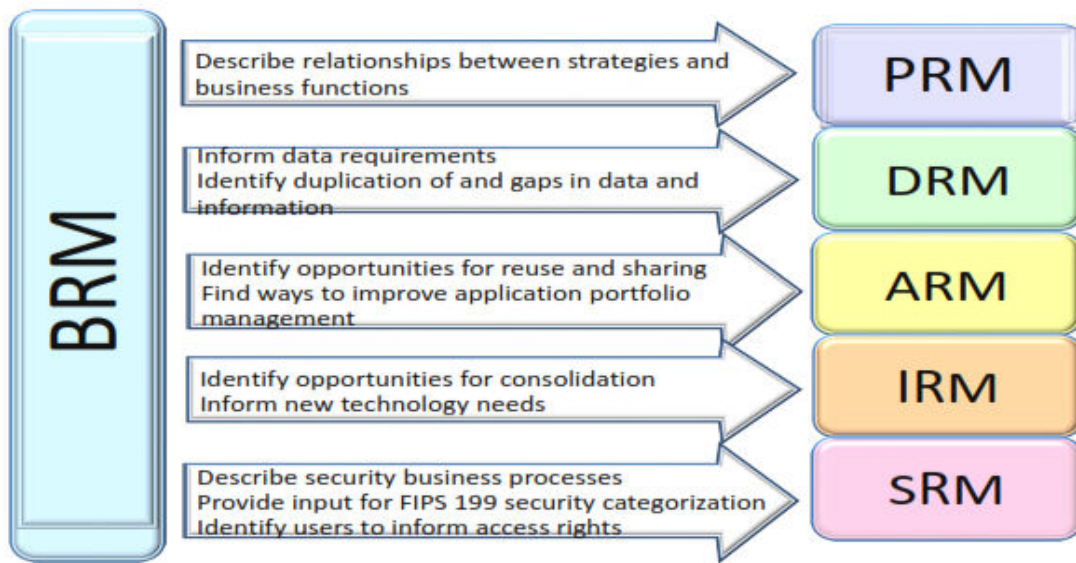 BRM
Describe relationships between strategies and
business functions
PRM
Inform data requirements
Identify duplication of and gaps in data and
information
DRM
Identify opportunities for reuse and sharing
Find ways to improve application portfolio
management
ARM
Identify opportunities for consolidation
Inform new technology needs
IRM
Describe security business processes
Provide input for FIPS 199 security categorization
Identify users to inform access rights
SRM